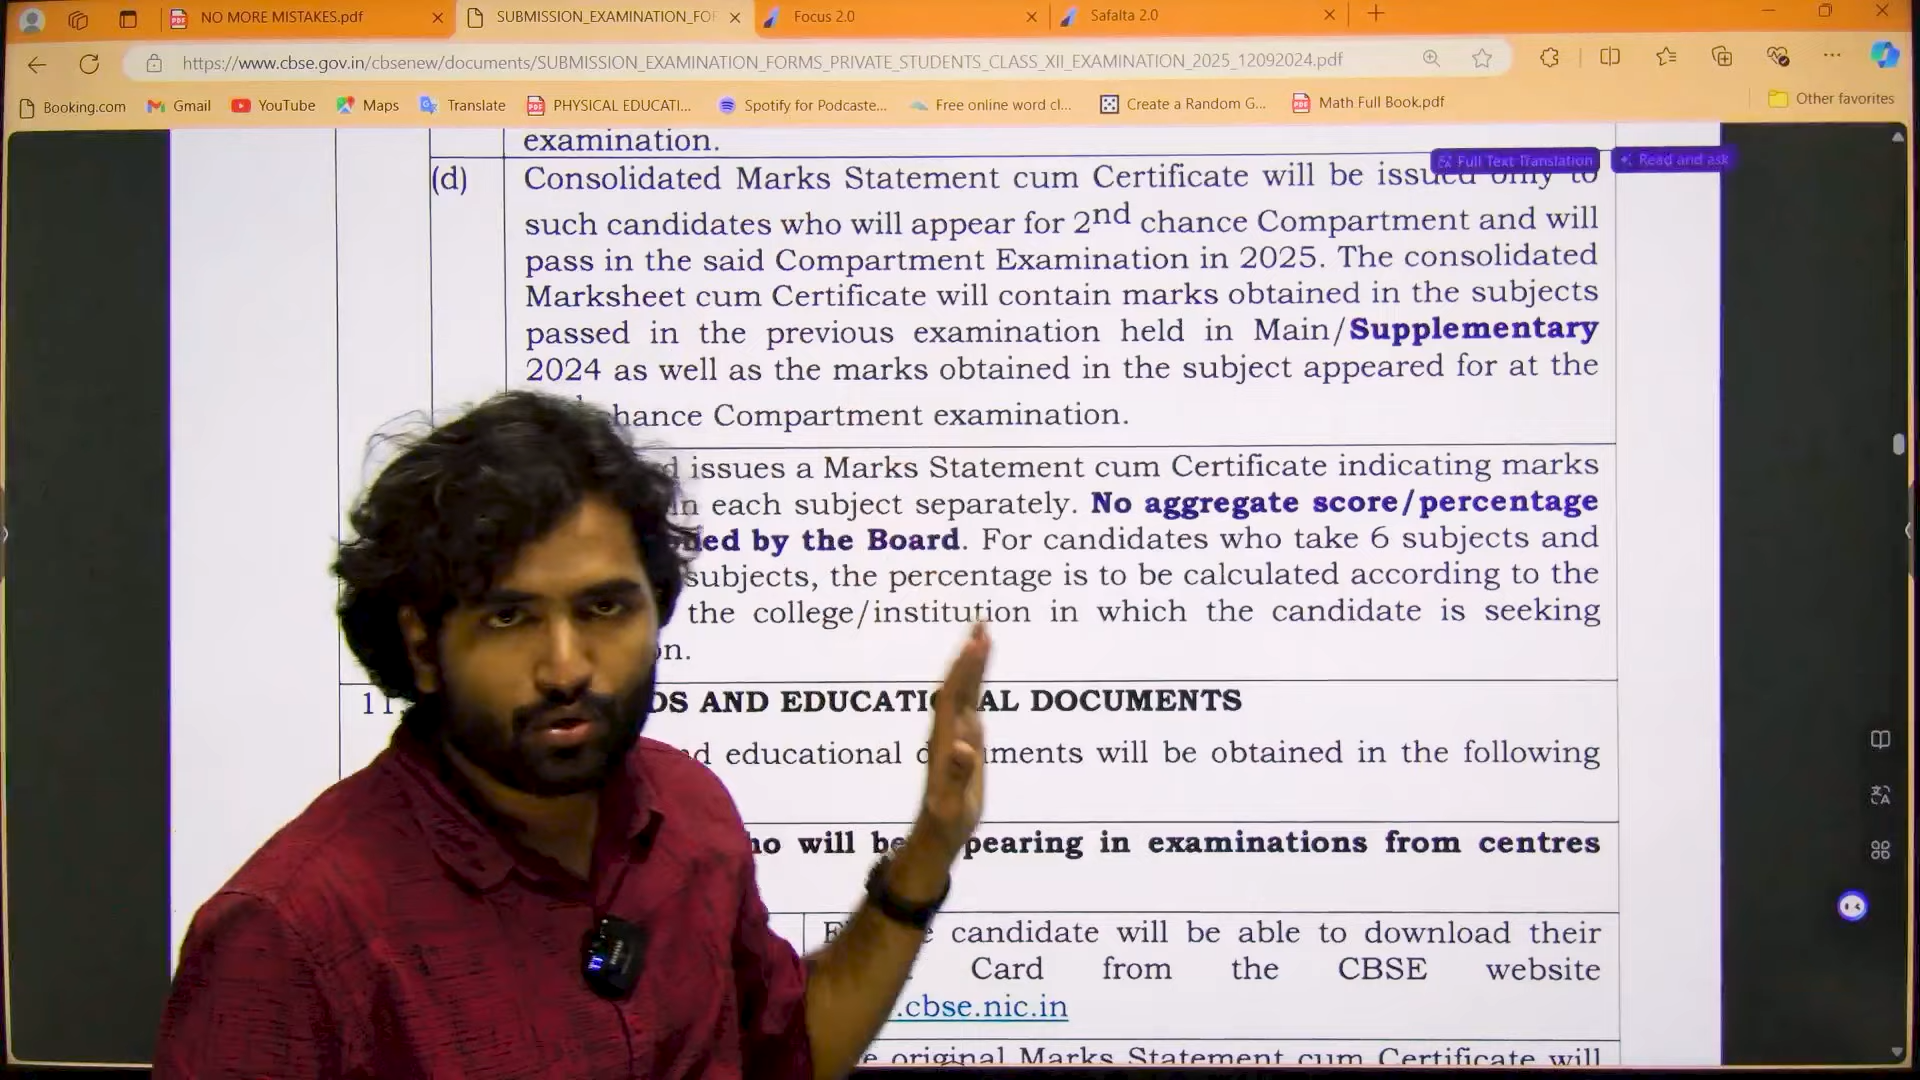 NO MORE MISTAKES.pdf
SUBMISSION_EXAMINATION_FO
Focus 2.0
Safalta 2.0
https://www.cbse.gov.in/cbsenew/documents/SUBMISSION_EXAMINATION_FORMS_PRIVATE_STUDENTS_CLASS_XII_EXAMINATION_2025_12092024.pdf
Booking.com
Gmail
YouTube
Maps
Translate
PHYSICAL EDUCATI...
Spotify for Podcaste...
Free online word cl...
Create a Random G...
Math Full Book.pdf
Other favorites
examination.
Full Text Translation
Read and ask
(d) Consolidated Marks Statement cum Certificate will be issued only to
such candidates who will appear for 2nd chance Compartment and will
pass in the said Compartment Examination in 2025. The consolidated
Marksheet cum Certificate will contain marks obtained in the subjects
passed in the previous examination held in Main/Supplementary
2024 as well as the marks obtained in the subject appeared for at the
chance Compartment examination.
issues a Marks Statement cum Certificate indicating marks
in each subject separately. No aggregate score/percentage
by the Board. For candidates who take 6 subjects and
subjects, the percentage is to be calculated according to the
the college/institution in which the candidate is seeking
11
AND EDUCATIONAL DOCUMENTS
educational documents will be obtained in the following
will be appearing in examinations from centres
candidate will be able to download their
Card from the CBSE website
.cbse.nic.in
original Marks Statement cum Certificate will